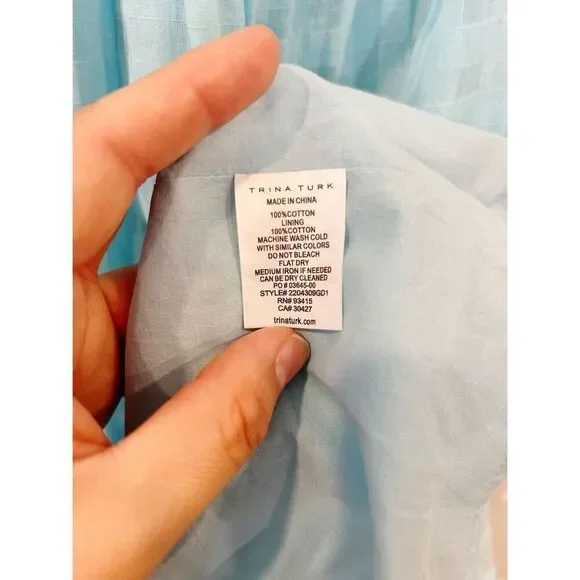 TRINA TURK
MADE IN CHINA
100%COTTON
LINING
100%COTTON
MACHINE WASH COLD
WITH SIMILAR COLORS
DO NOT BLEACH
FLAT DRY
MEDIUM IRON IF NEEDED
CAN BE DRY CLEANED
PO # 03645-00
STYLE# 2204309GD1
RN# 93415
CA# 30427
trinaturk.com